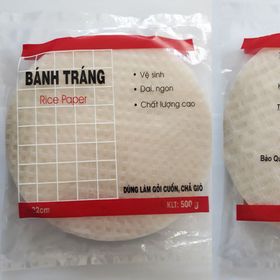 BÁNH TRÁNG
Rice Paper
• Vệ sinh
• Dai, ngon
• Chất lượng cao
DÙNG LÀM GỎI CUỐN, CHẢ GIÒ
22cm
KLT: 500 g
Bảo Qu